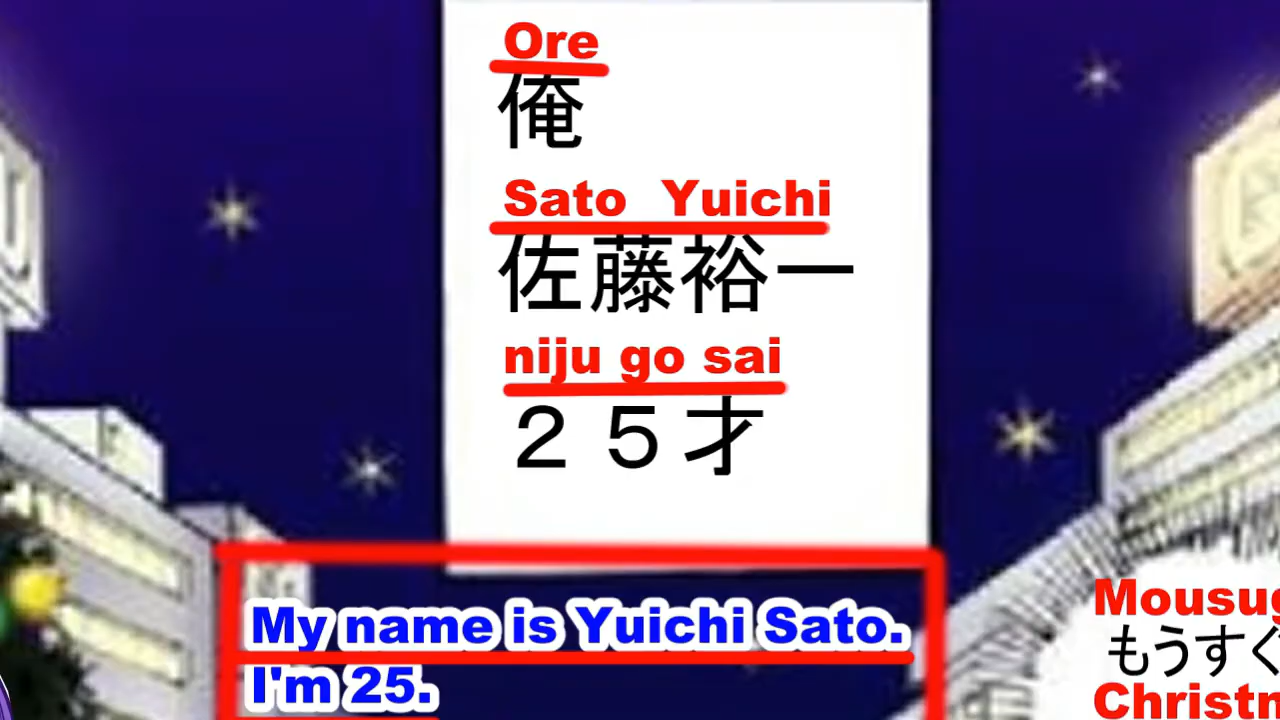 Ore
俺
Sato Yuichi
佐藤裕一
niju go sai
２５才
My name is Yuichi Sato.
I'm 25.
もうすぐ